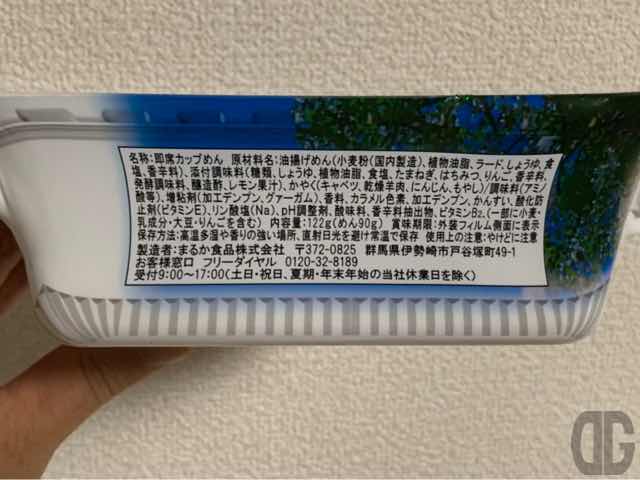 名称:即席カップめん 原材料名:油揚げめん(小麦粉(国内製造)、植物油脂、ラード、しょうゆ、食
塩、香辛料)、添付調味料(糖類、しょうゆ、植物油脂、食塩、たまねぎ、はちみつ、りんご、香辛料、
発酵調味料、醸造酢、レモン果汁)、かやく(キャベツ、乾燥羊肉、にんじん、もやし)/調味料(アミノ
酸等)、増粘剤(加工デンプン、グァーガム)、香料、カラメル色素、加工デンプン、かんすい、酸化防
止剤(ビタミンE)、リン酸塩(Na)、pH調整剤、酸味料、香辛料抽出物、ビタミンB₂、(一部に小麦・
乳成分・大豆・りんごを含む) 内容量:122g(めん90g) 賞味期限:外装フィルム側面に表示
保存方法:高温多湿や香りの強い場所、直射日光を避け常温で保存 使用上の注意:やけどに注意
製造者:まるか食品株式会社 〒372-0825 群馬県伊勢崎市戸谷塚町49-1
お客様窓口 フリーダイヤル 0120-32-8189
受付9:00〜17:00(土・日・祝日、夏期・年末年始の当社休業日を除く)
DG